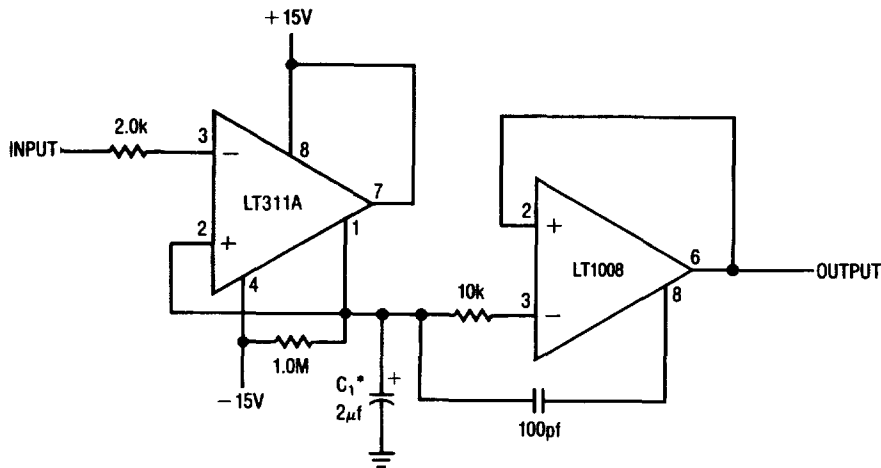 +15V
2.0k
INPUT
3
−
8
LT311A
7
2
+
1
4
1.0M
−15V
C₁*
+
2μf
10k
2
+
LT1008
6
3
−
8
OUTPUT
100pf